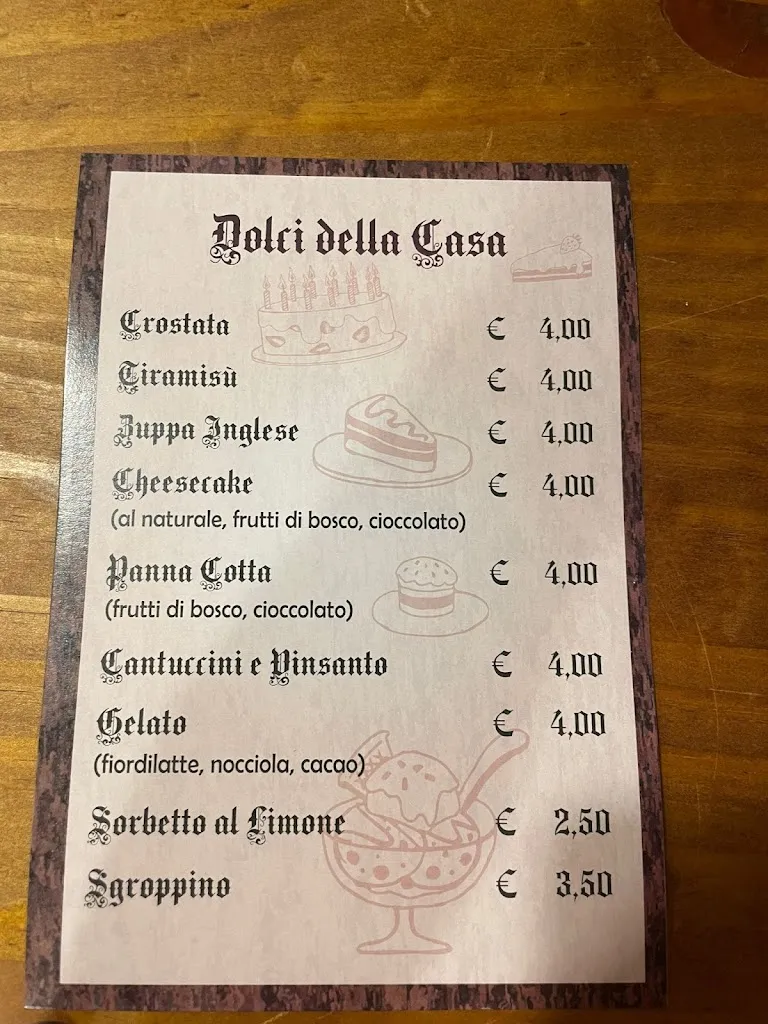 Dolci della Casa
Crostata € 4,00
Tiramisù € 4,00
Zuppa Inglese € 4,00
Cheesecake € 4,00
(al naturale, frutti di bosco, cioccolato)
Panna Cotta € 4,00
(frutti di bosco, cioccolato)
Cantuccini e Vinsanto € 4,00
Gelato € 4,00
(fiordilatte, nocciola, cacao)
Sorbetto al Limone € 2,50
Sgroppino € 3,50